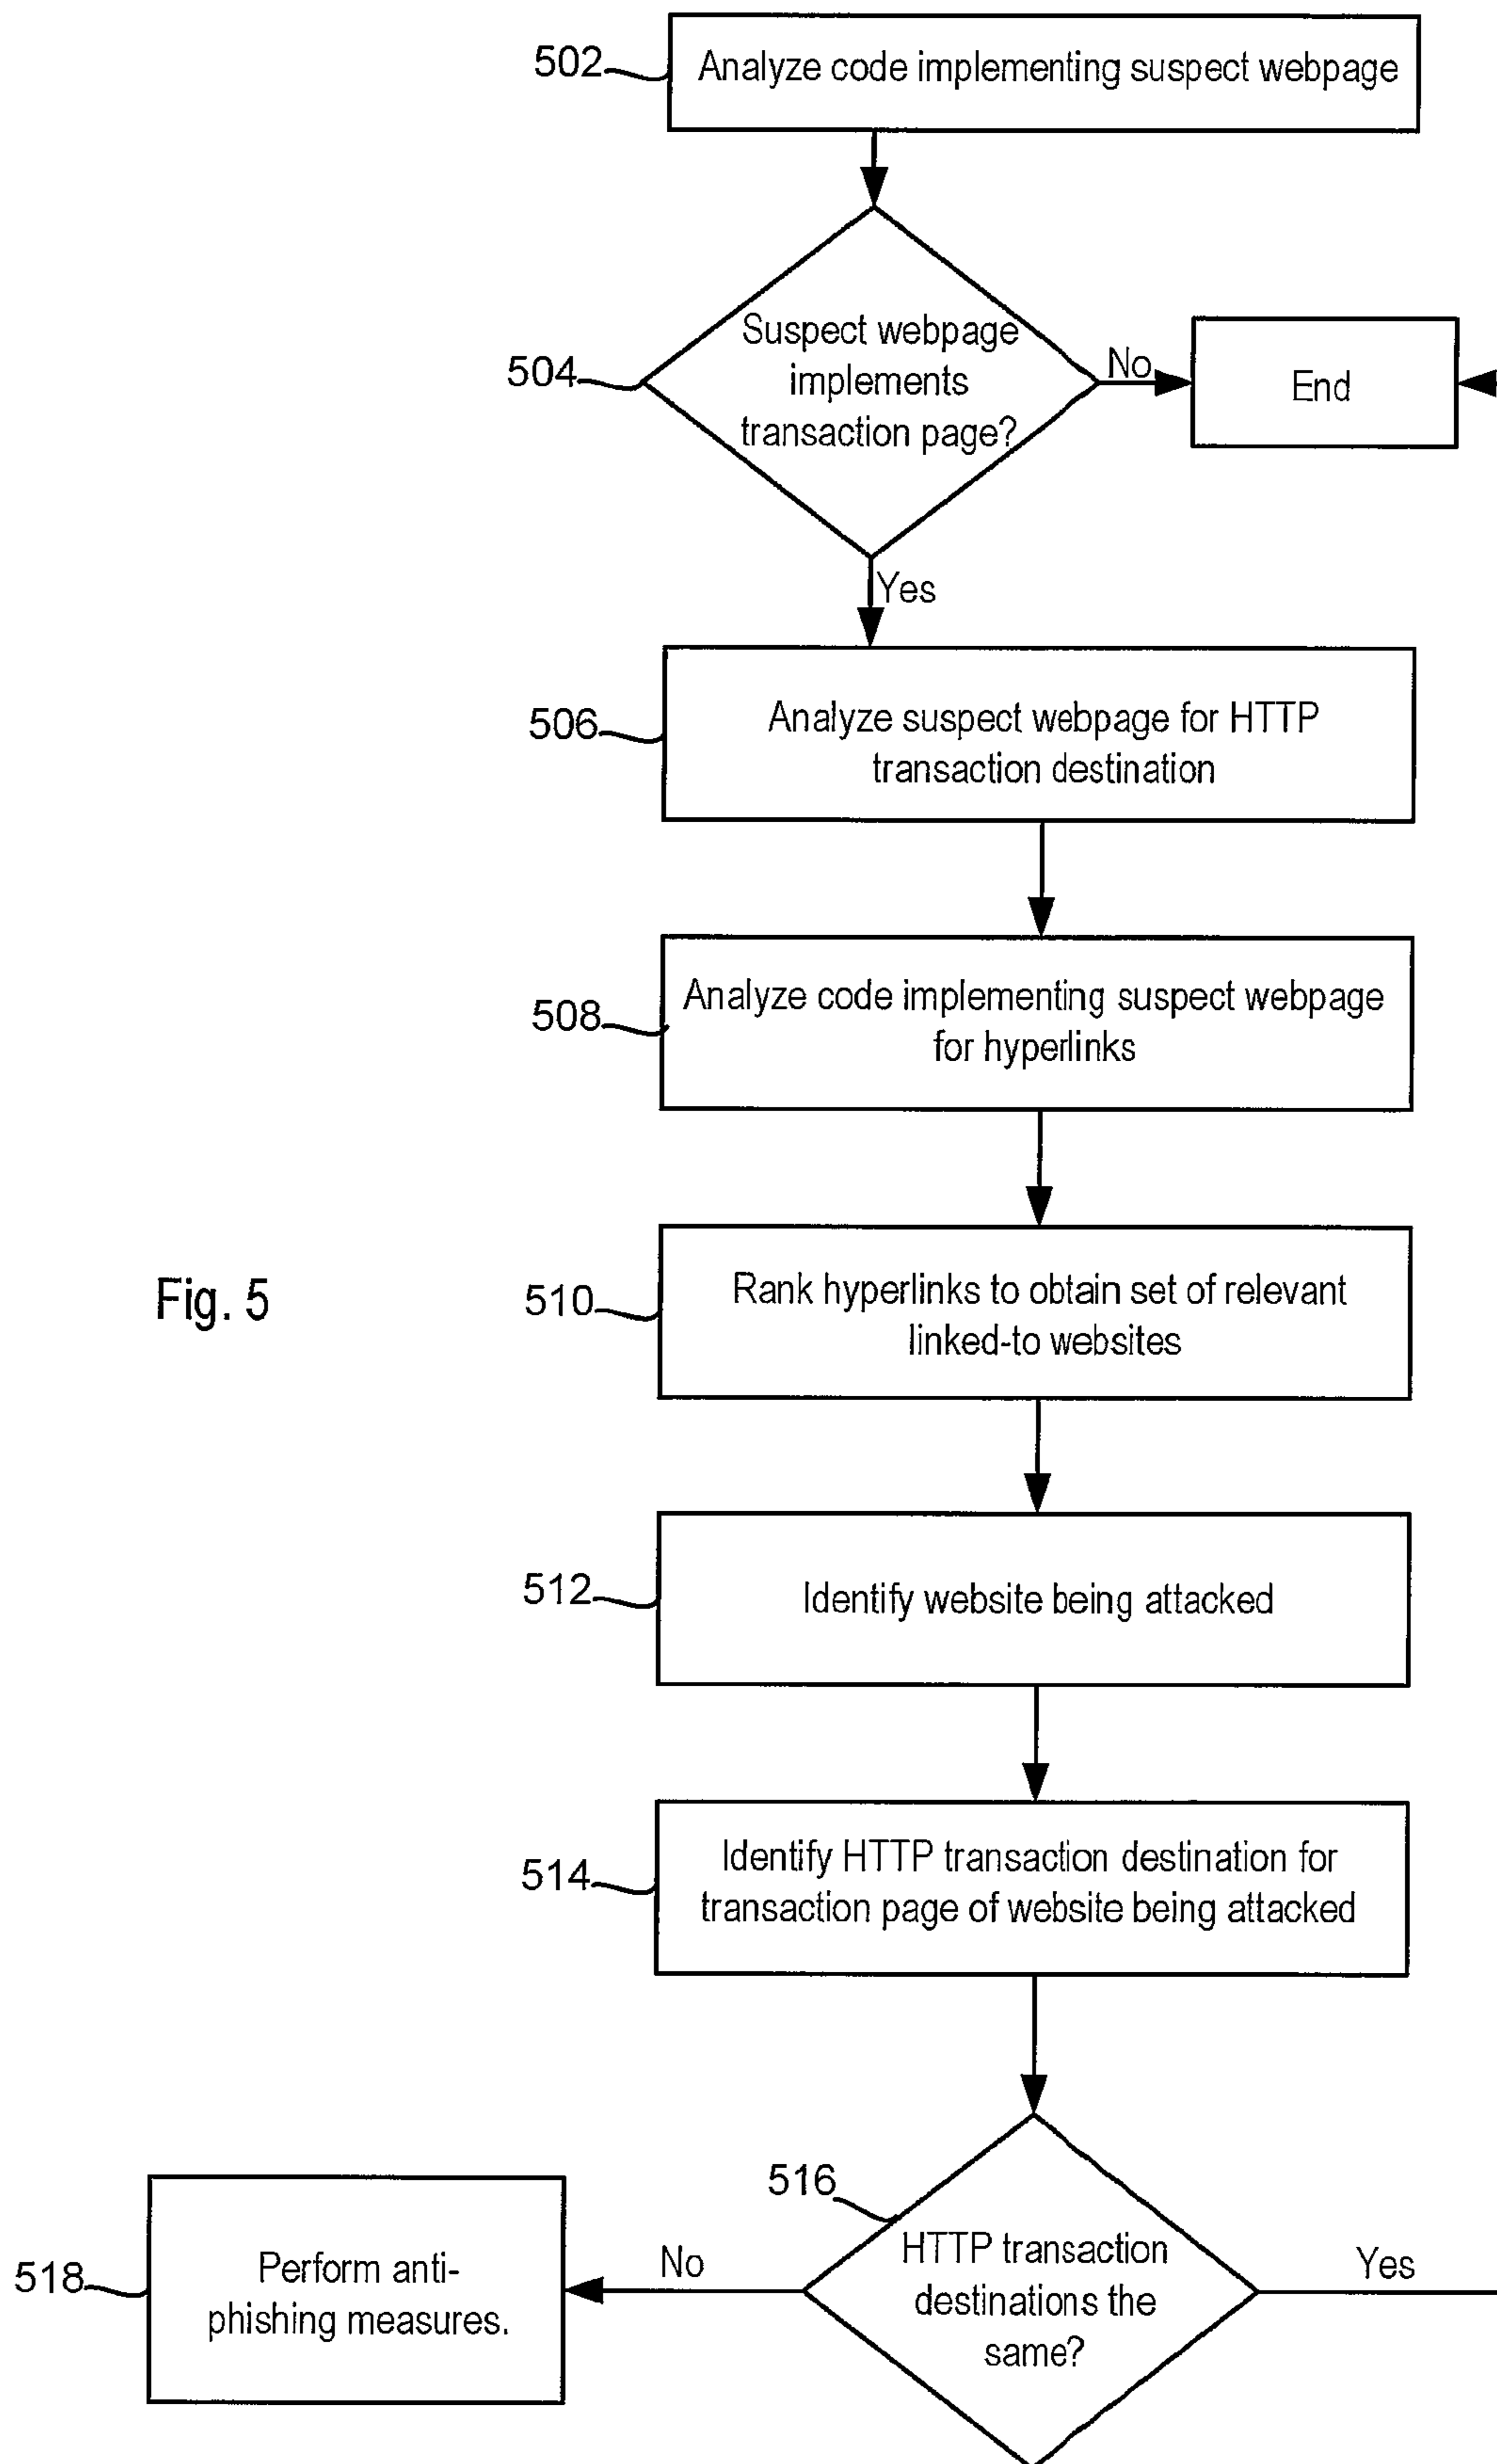 502
Analyze code implementing suspect webpage
504
Suspect webpage
implements
transaction page?
No
End
Yes
506
Analyze suspect webpage for HTTP
transaction destination
508
Analyze code implementing suspect webpage
for hyperlinks
Fig. 5
510
Rank hyperlinks to obtain set of relevant
linked-to websites
512
Identify website being attacked
514
Identify HTTP transaction destination for
transaction page of website being attacked
516
HTTP transaction
destinations the
same?
No
Yes
518
Perform anti-
phishing measures.